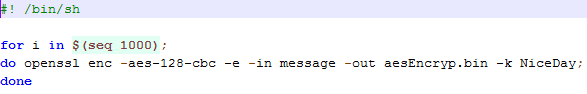 #! /bin/sh
for i in $(seq 1000);
do openssl enc -aes-128-cbc -e -in message -out aesEncryp.bin -k NiceDay;
done